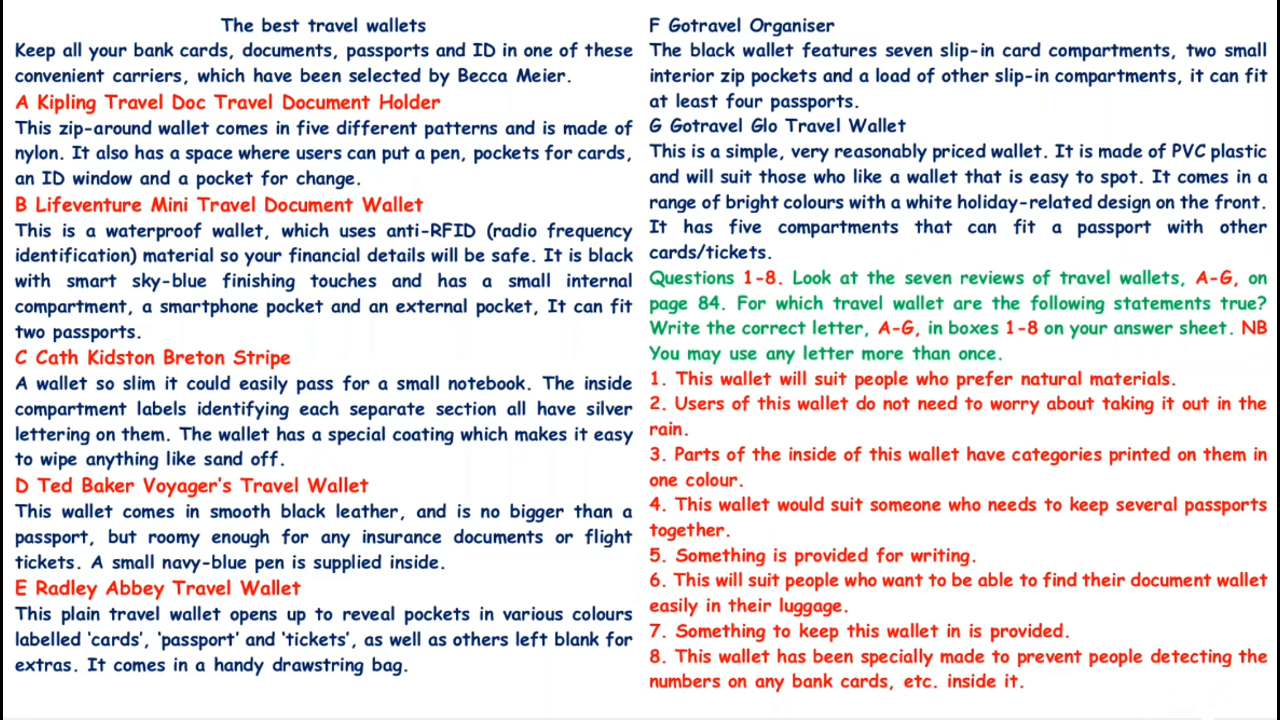 The best travel wallets
Keep all your bank cards, documents, passports and ID in one of these
convenient carriers, which have been selected by Becca Meier.
A Kipling Travel Doc Travel Document Holder
This zip-around wallet comes in five different patterns and is made of
nylon. It also has a space where users can put a pen, pockets for cards,
an ID window and a pocket for change.
B Lifeventure Mini Travel Document Wallet
This is a waterproof wallet, which uses anti-RFID (radio frequency
identification) material so your financial details will be safe. It is black
with smart sky-blue finishing touches and has a small internal
compartment, a smartphone pocket and an external pocket, It can fit
two passports.
C Cath Kidston Breton Stripe
A wallet so slim it could easily pass for a small notebook. The inside
compartment labels identifying each separate section all have silver
lettering on them. The wallet has a special coating which makes it easy
to wipe anything like sand off.
D Ted Baker Voyager's Travel Wallet
This wallet comes in smooth black leather, and is no bigger than a
passport, but roomy enough for any insurance documents or flight
tickets. A small navy-blue pen is supplied inside.
E Radley Abbey Travel Wallet
This plain travel wallet opens up to reveal pockets in various colours
labelled 'cards', 'passport' and 'tickets', as well as others left blank for
extras. It comes in a handy drawstring bag.
F Gotravel Organiser
The black wallet features seven slip-in card compartments, two small
interior zip pockets and a load of other slip-in compartments, it can fit
at least four passports.
G Gotravel Glo Travel Wallet
This is a simple, very reasonably priced wallet. It is made of PVC plastic
and will suit those who like a wallet that is easy to spot. It comes in a
range of bright colours with a white holiday-related design on the front.
It has five compartments that can fit a passport with other
cards/tickets.
Questions 1-8. Look at the seven reviews of travel wallets, A-G, on
page 84. For which travel wallet are the following statements true?
Write the correct letter, A-G, in boxes 1-8 on your answer sheet. NB
You may use any letter more than once.
1. This wallet will suit people who prefer natural materials.
2. Users of this wallet do not need to worry about taking it out in the
rain.
3. Parts of the inside of this wallet have categories printed on them in
one colour.
4. This wallet would suit someone who needs to keep several passports
together.
5. Something is provided for writing.
6. This will suit people who want to be able to find their document wallet
easily in their luggage.
7. Something to keep this wallet in is provided.
8. This wallet has been specially made to prevent people detecting the
numbers on any bank cards, etc. inside it.